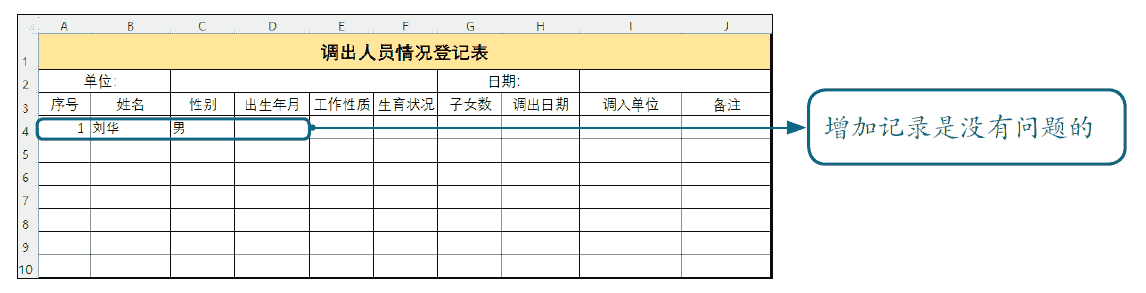 A B C D E F G H I J
1 调出人员情况登记表
2 单位: 日期:
3 序号 姓名 性别 出生年月 工作性质 生育状况 子女数 调出日期 调入单位 备注
4 1 刘华 男
增加记录是没有问题的
5
6
7
8
9
10